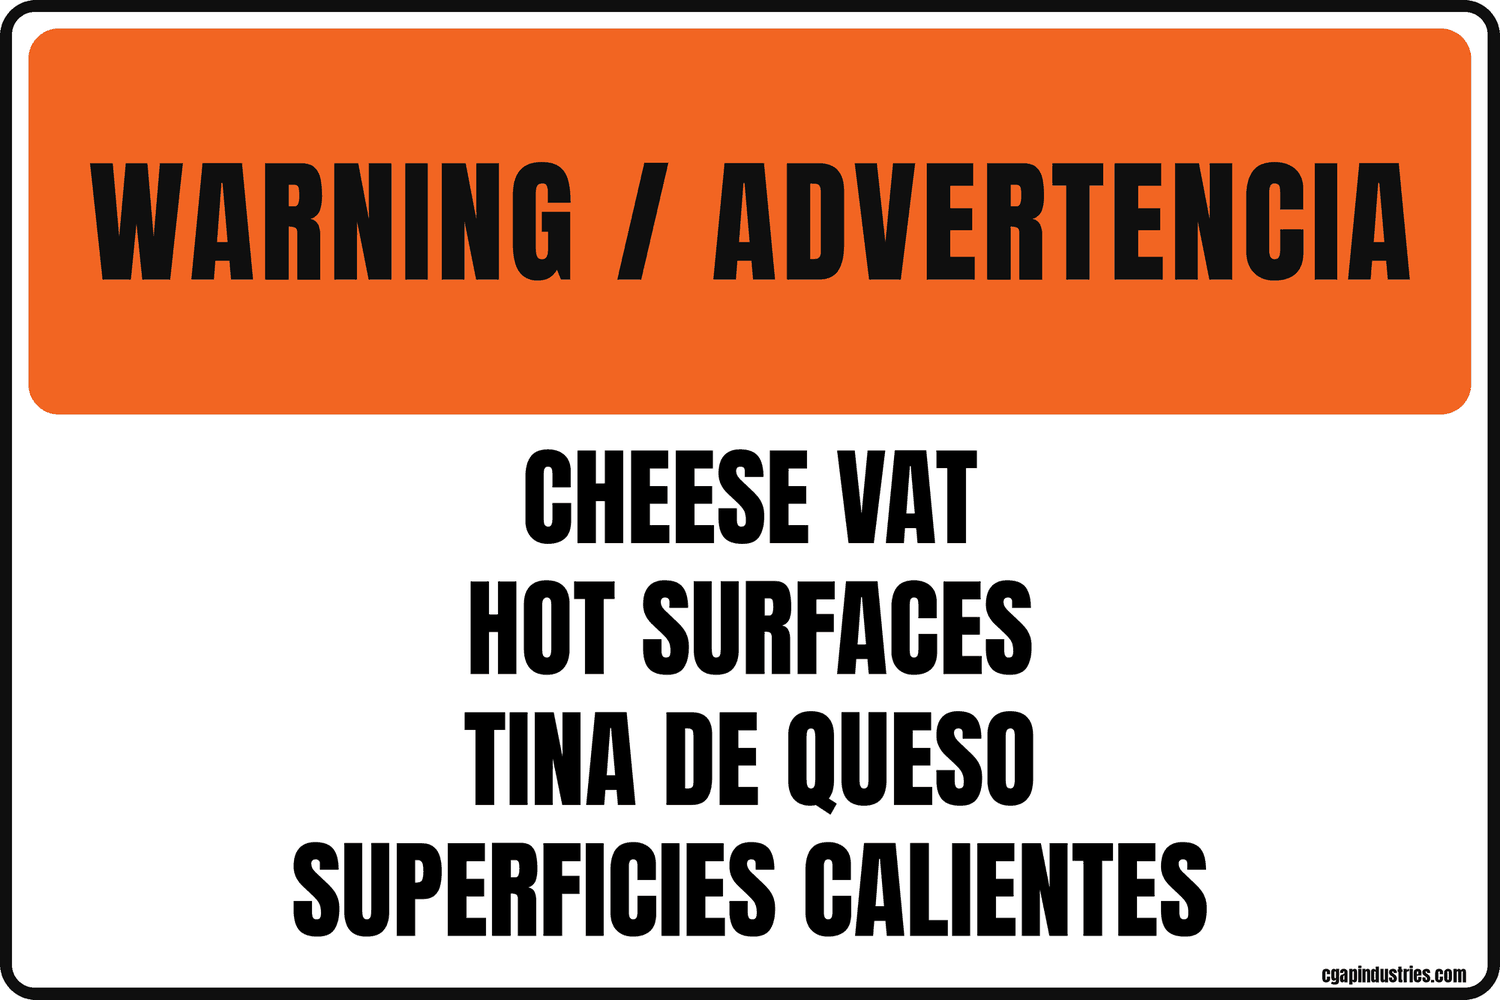 WARNING / ADVERTENCIA
CHEESE VAT
HOT SURFACES
TINA DE QUESO
SUPERFICIES CALIENTES
cgapindustries.com